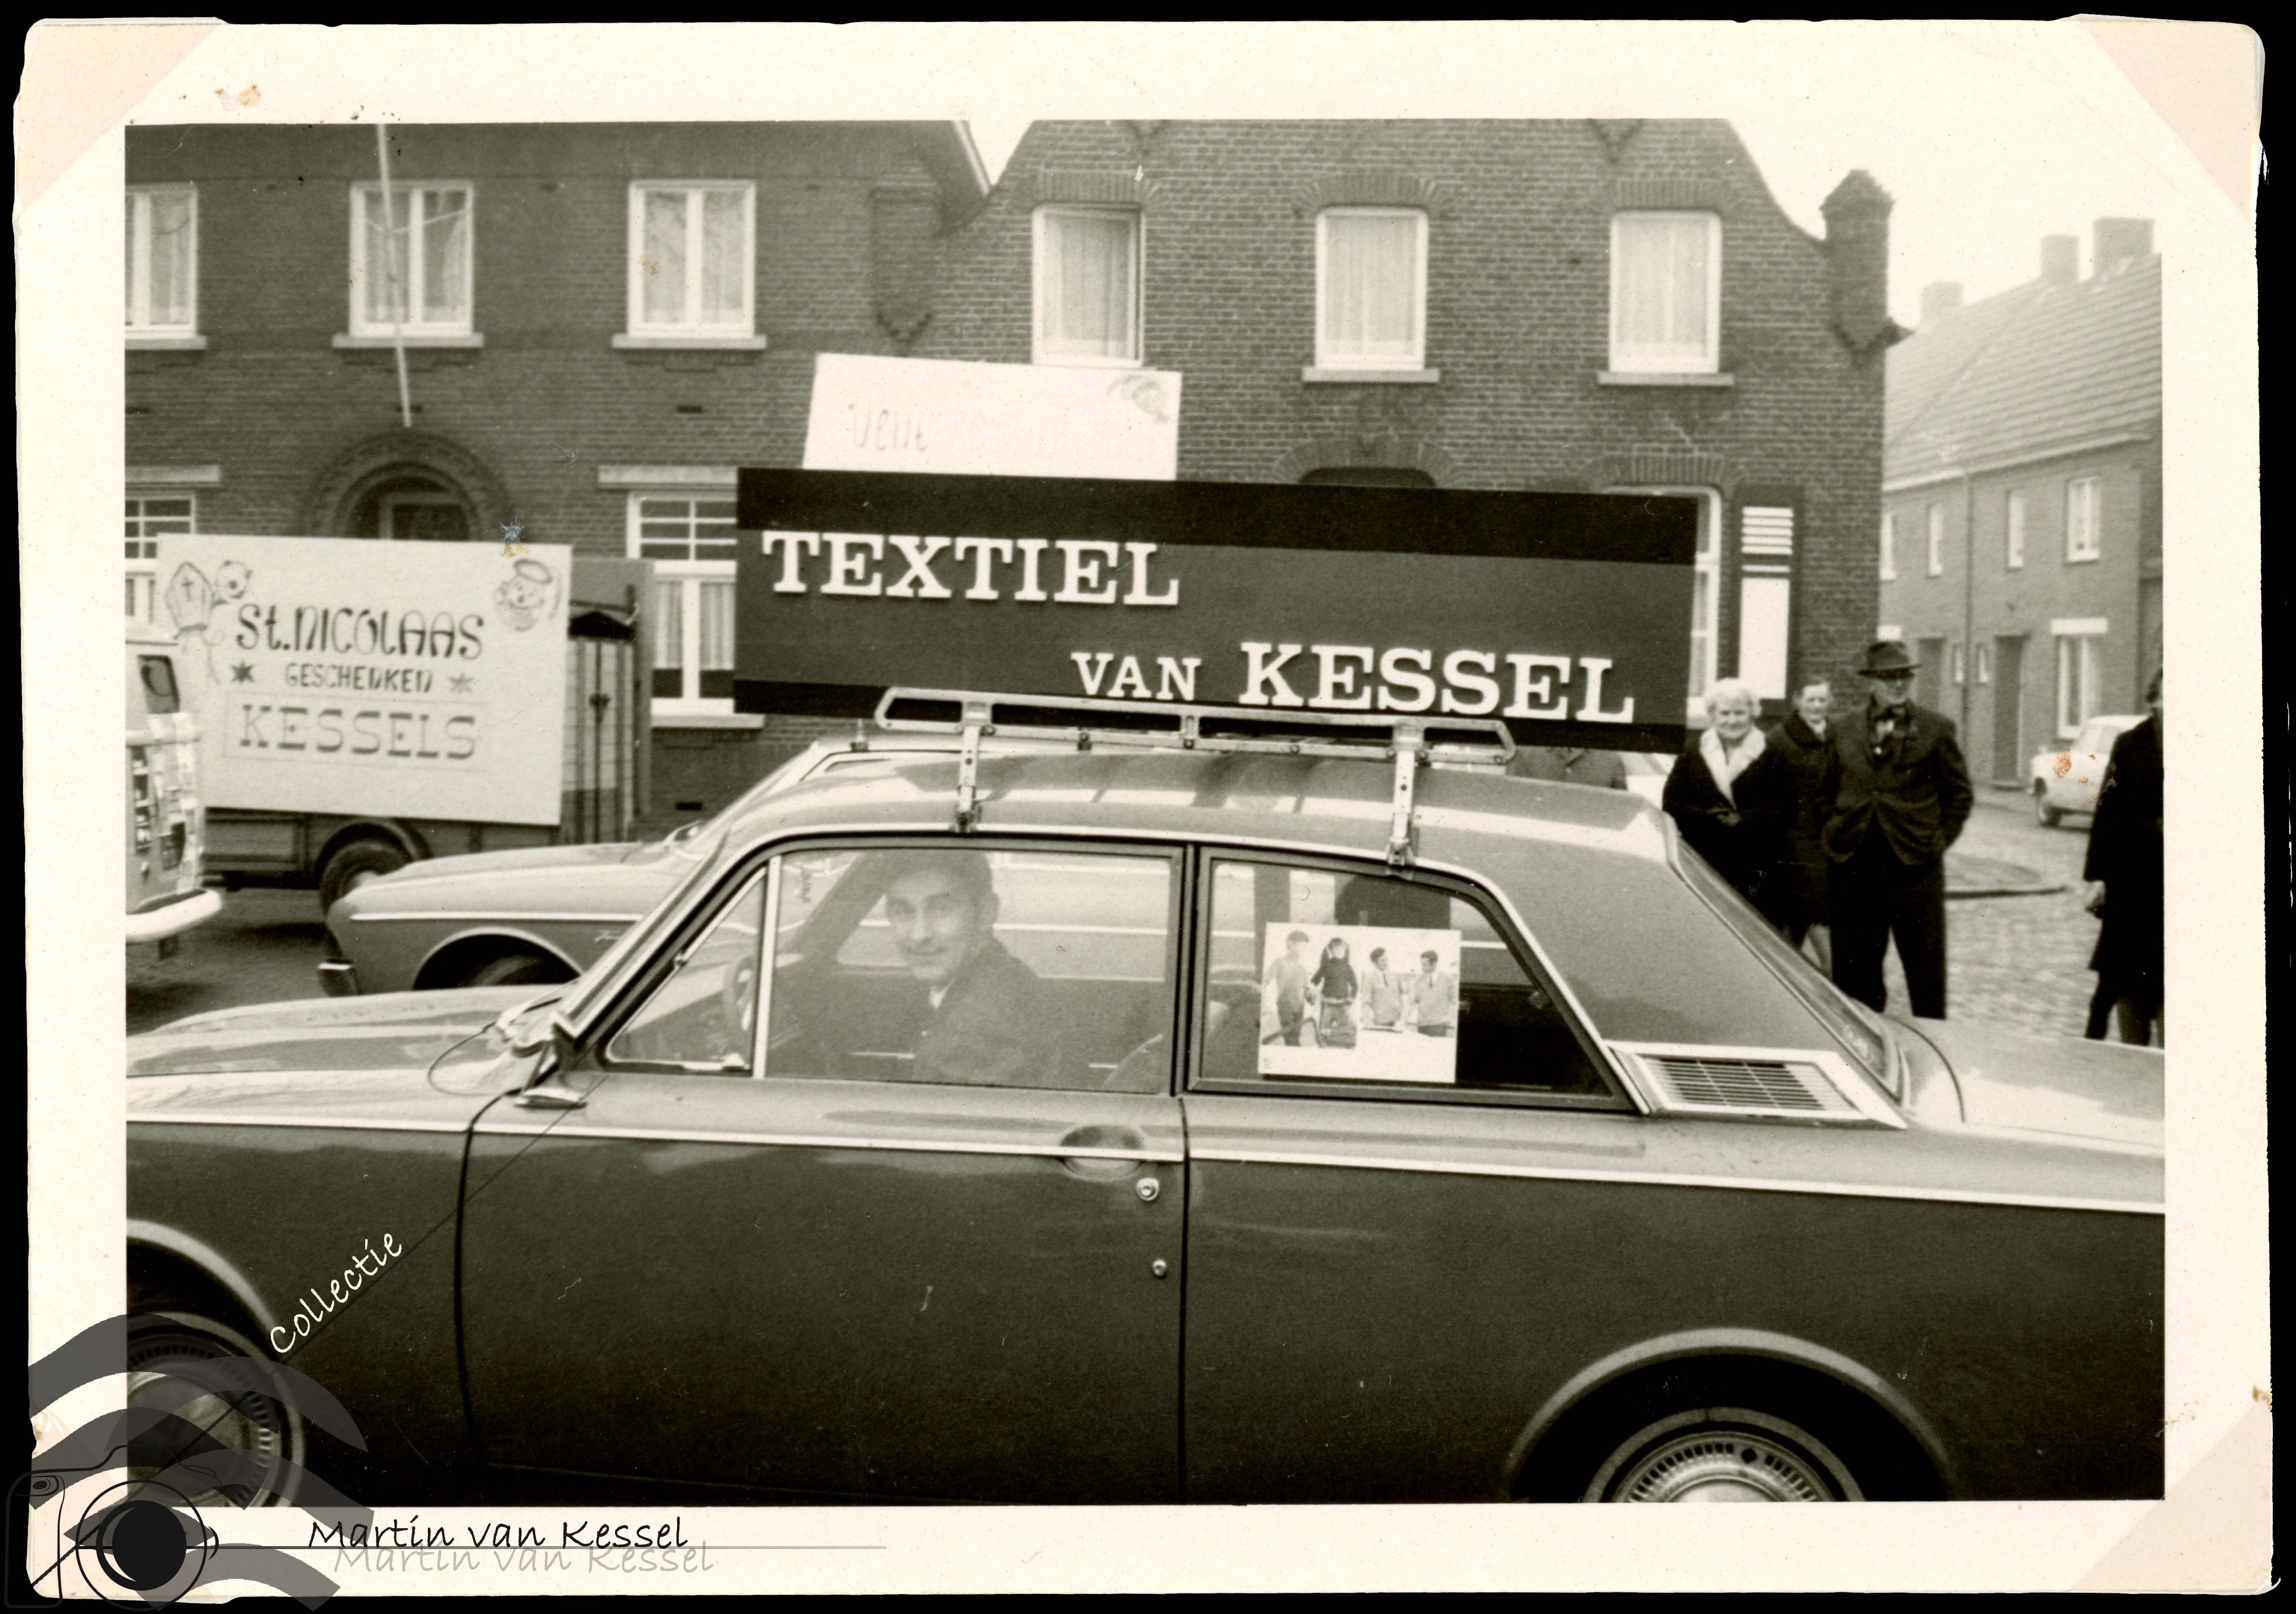 TEXTIEL
VAN KESSEL
St. NICOLAAS
GESCHENKEN
KESSELS
Collectie
Martin van Kessel
Martin van Kessel